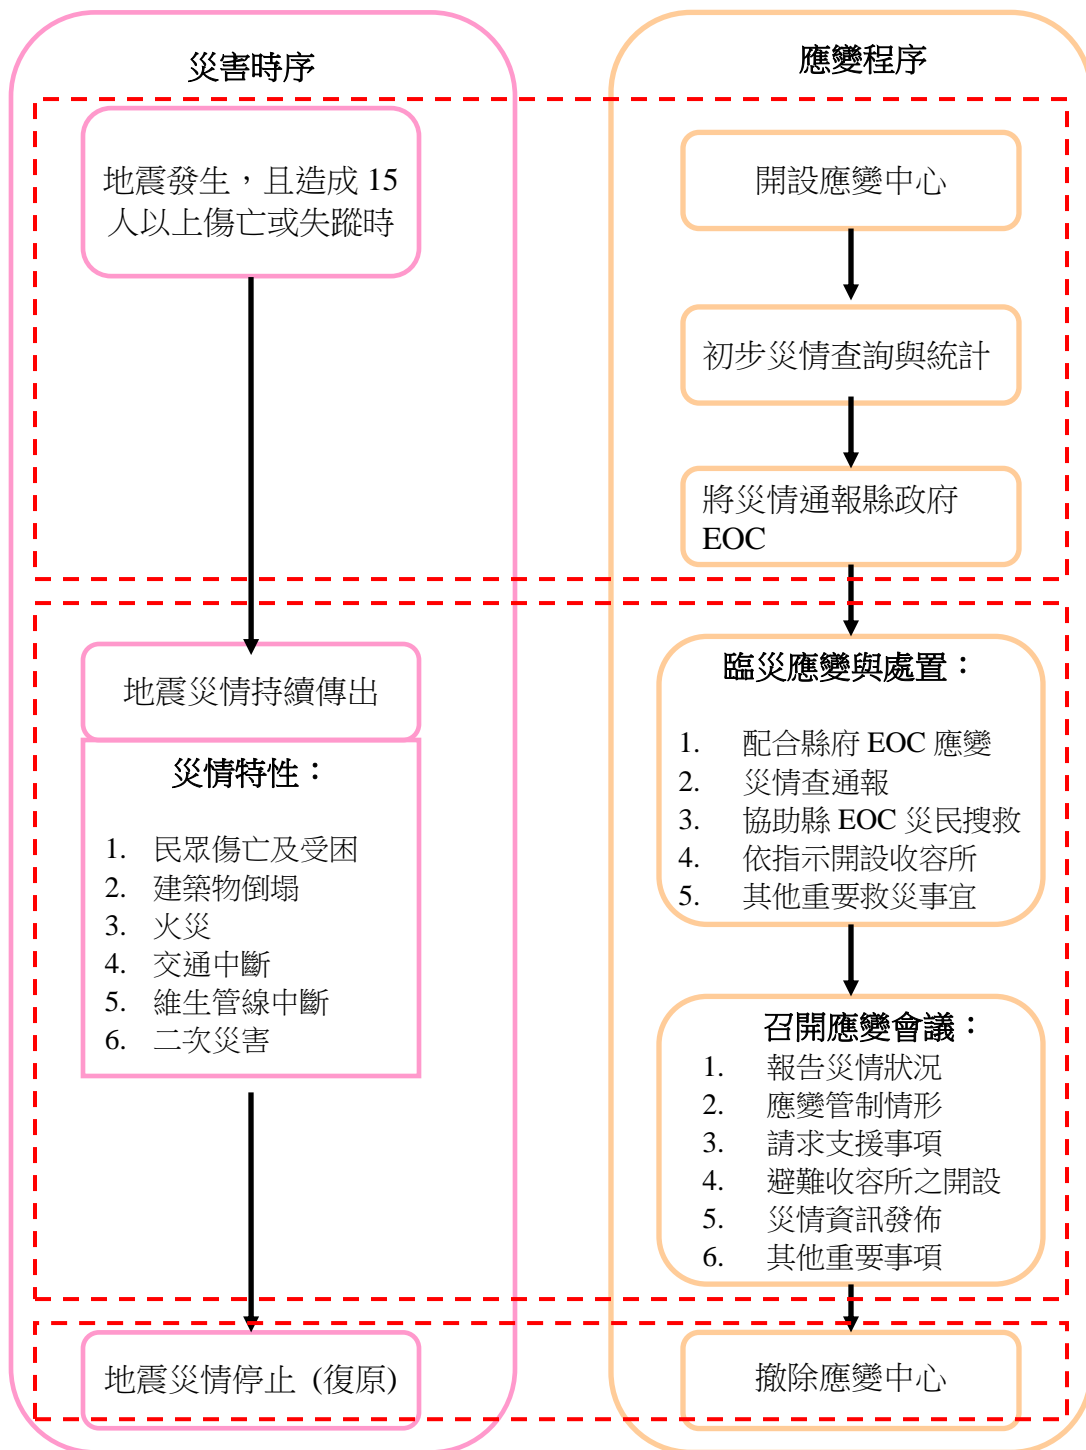 災害時序
地震發生，且造成 15
人以上傷亡或失蹤時
地震災情持續傳出
災情特性：
1. 民眾傷亡及受困
2. 建築物倒塌
3. 火災
4. 交通中斷
5. 維生管線中斷
6. 二次災害
地震災情停止 (復原)
應變程序
開設應變中心
初步災情查詢與統計
將災情通報縣政府
EOC
臨災應變與處置：
1. 配合縣府 EOC 應變
2. 災情查通報
3. 協助縣 EOC 災民搜救
4. 依指示開設收容所
5. 其他重要救災事宜
召開應變會議：
1. 報告災情狀況
2. 應變管制情形
3. 請求支援事項
4. 避難收容所之開設
5. 災情資訊發佈
6. 其他重要事項
撤除應變中心